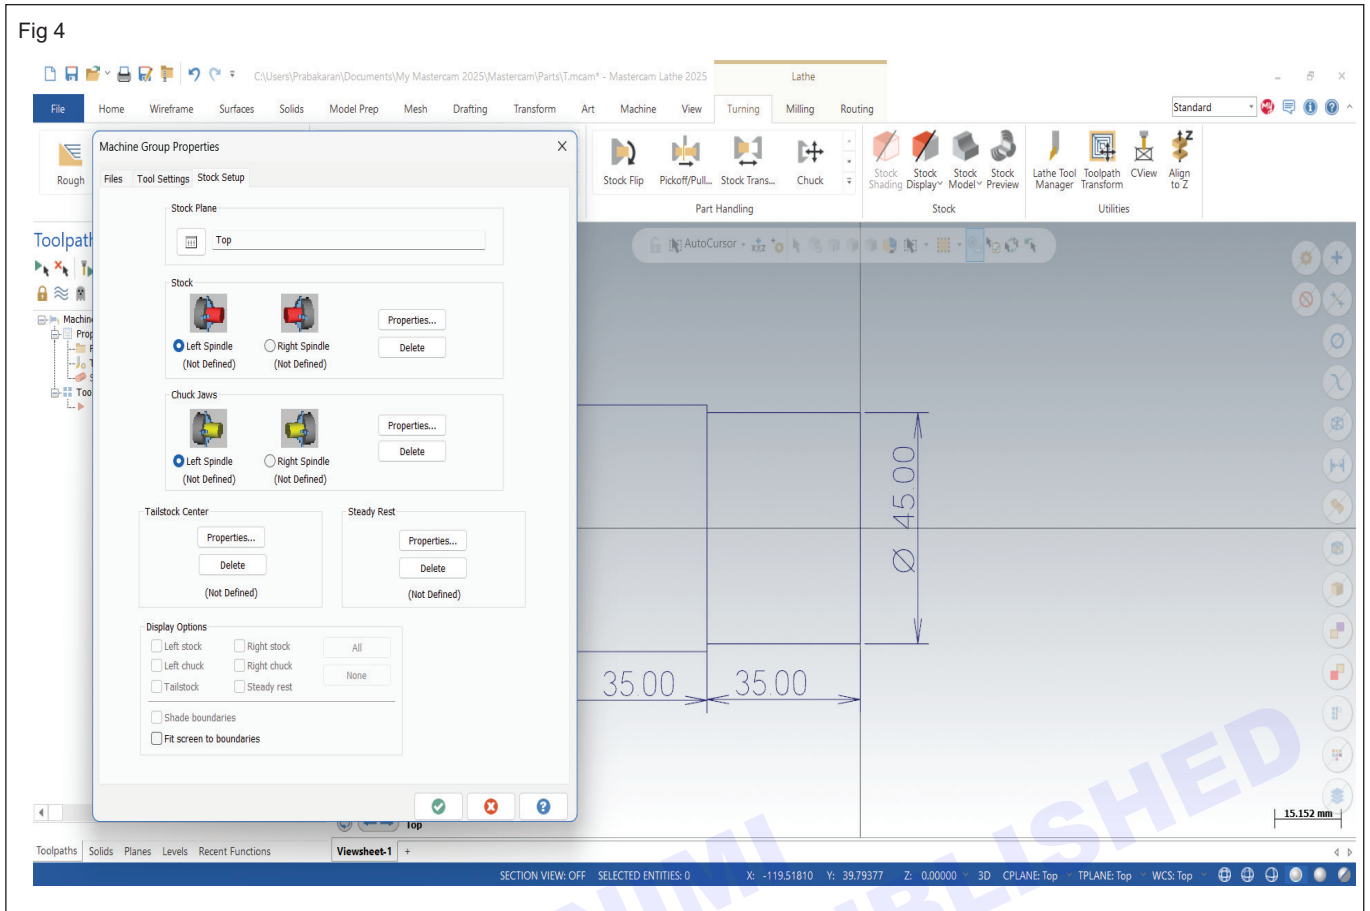 Fig 4
C:\Users\Prabakaran\Documents\My Mastercam 2025\Mastercam\Parts\T.mcam* - Mastercam Lathe 2025
Lathe
File Home Wireframe Surfaces Solids Model Prep Mesh Drafting Transform Art Machine View Turning Milling Routing
Standard
Rough
Machine Group Properties
Files Tool Settings Stock Setup
Stock Flip Pickoff/Pull... Stock Trans... Chuck
Part Handling
Stock Shading Stock Display Stock Model Stock Preview
Stock
Lathe Tool Manager Toolpath Transform CView Align to Z
Utilities
Toolpath
AutoCursor
Stock Plane
Top
Stock
Left Spindle Right Spindle
(Not Defined) (Not Defined)
Properties...
Delete
Chuck Jaws
Left Spindle Right Spindle
(Not Defined) (Not Defined)
Properties...
Delete
Tailstock Center
Properties...
Delete
(Not Defined)
Steady Rest
Properties...
Delete
(Not Defined)
Display Options
Left stock Right stock All
Left chuck Right chuck
None
Tailstock Steady rest
Shade boundaries
Fit screen to boundaries
Machin
Prop
Too
Ø 45.00
35.00 35.00
15.152 mm
Top
Toolpaths Solids Planes Levels Recent Functions
Viewsheet-1 +
SECTION VIEW: OFF SELECTED ENTITIES: 0 X: -119.51810 Y: 39.79377 Z: 0.00000 3D CPLANE: Top TPLANE: Top WCS: Top